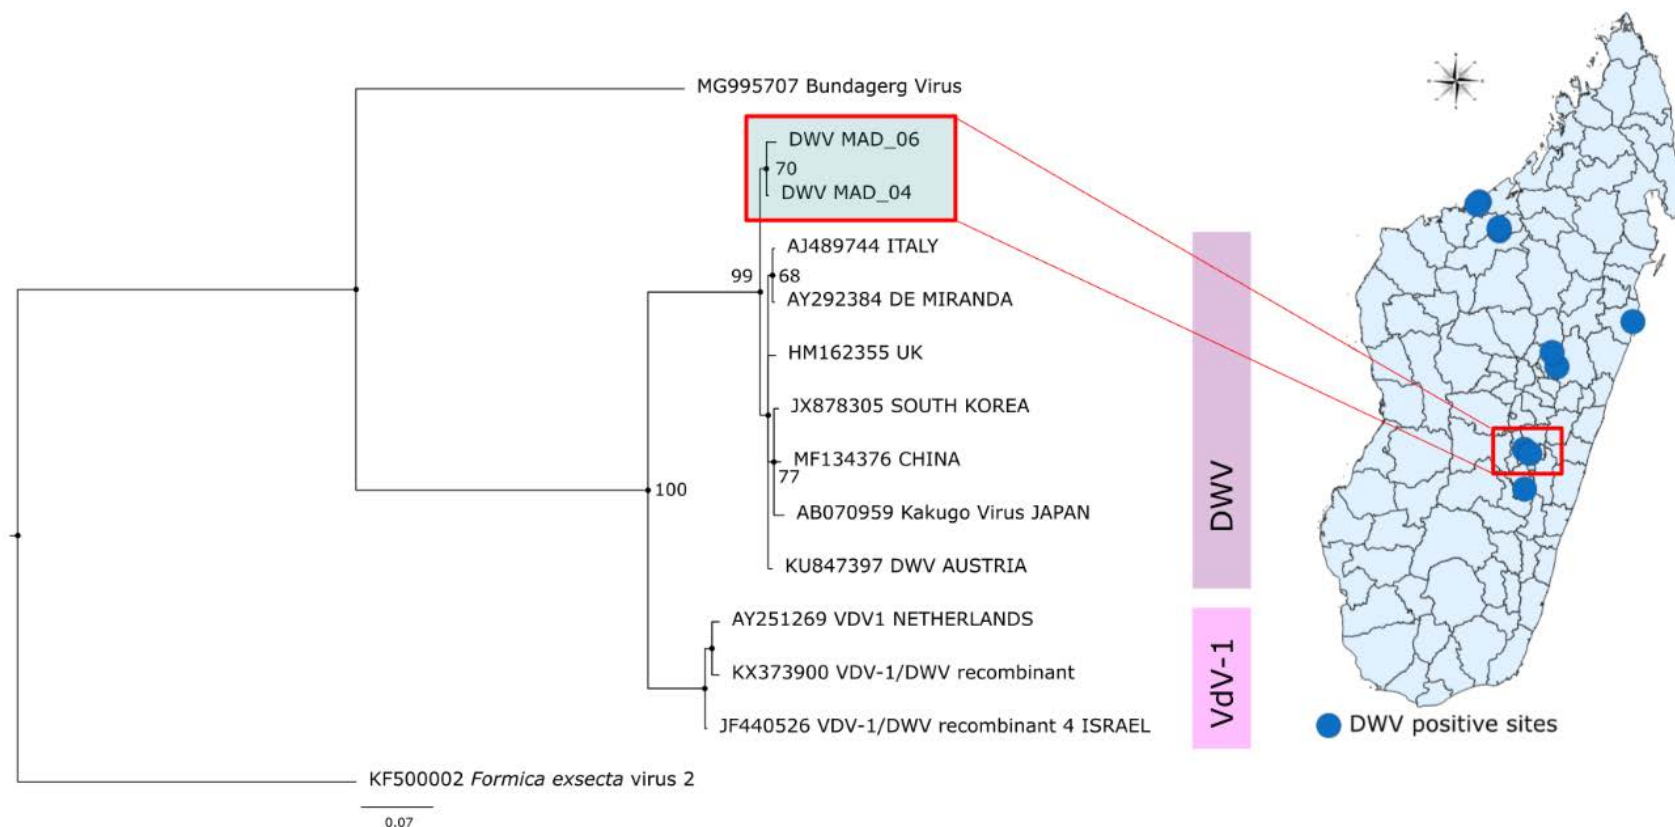 MG995707 Bundagerg Virus
DWV MAD_06
70
DWV MAD_04
AJ489744 ITALY
99
68
AY292384 DE MIRANDA
HM162355 UK
JX878305 SOUTH KOREA
MF134376 CHINA
77
100
AB070959 Kakugo Virus JAPAN
KU847397 DWV AUSTRIA
AY251269 VDV1 NETHERLANDS
KX373900 VDV-1/DWV recombinant
JF440526 VDV-1/DWV recombinant 4 ISRAEL
KF500002 Formica exsecta virus 2
0.07
DWV
VdV-1
DWV positive sites